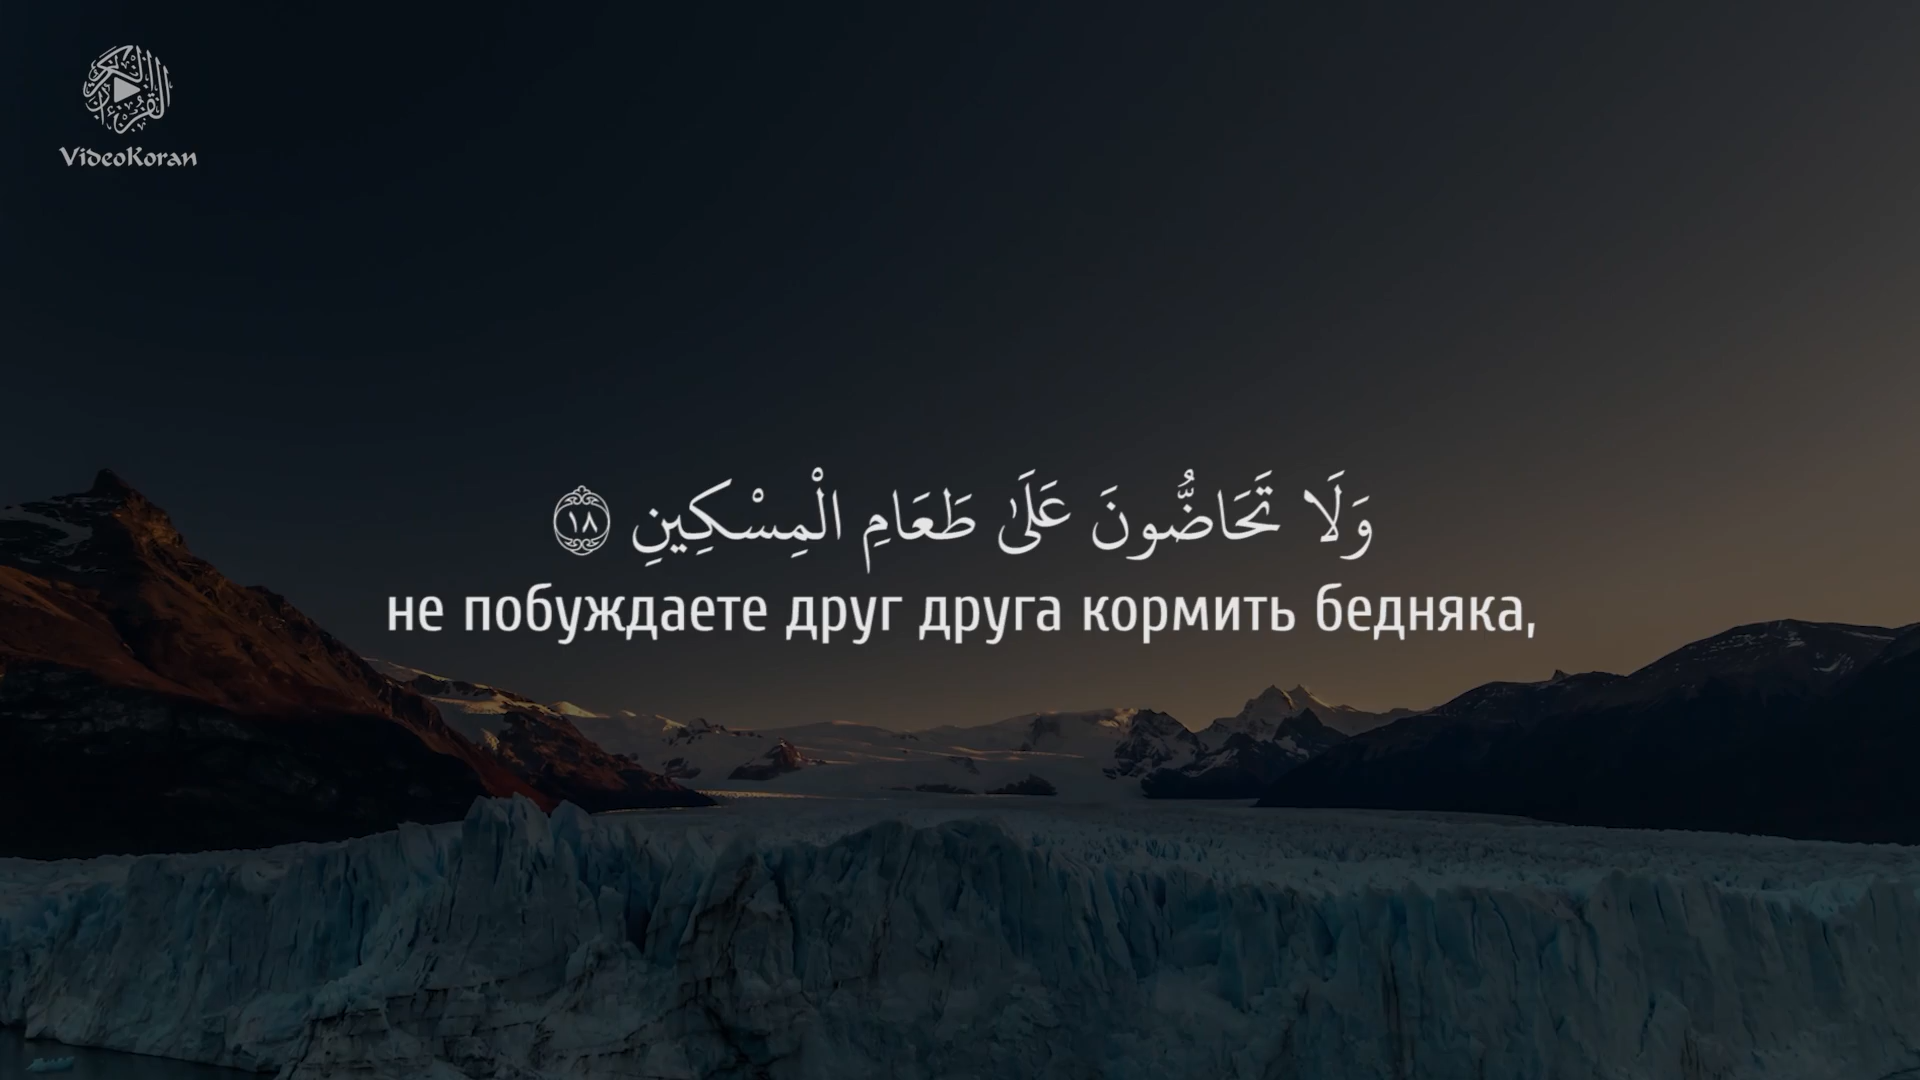 VideoKoran
وَلَا تَحَاضُّونَ عَلَىٰ طَعَامِ الْمِسْكِينِ ١٨
не побуждаете друг друга кормить бедняка,